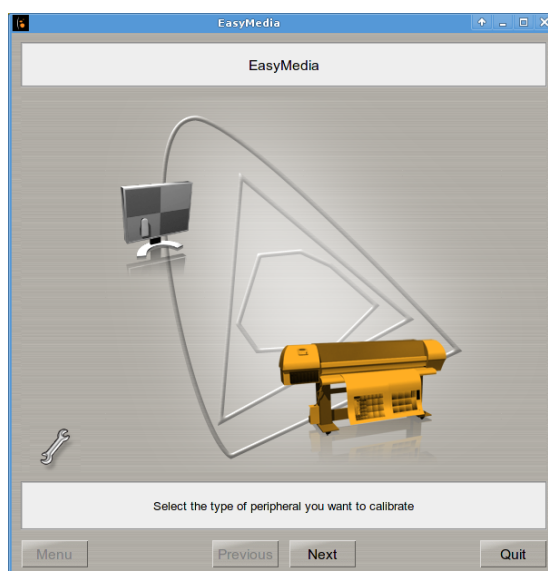 EasyMedia
EasyMedia
Select the type of peripheral you want to calibrate
Menu
Previous
Next
Quit